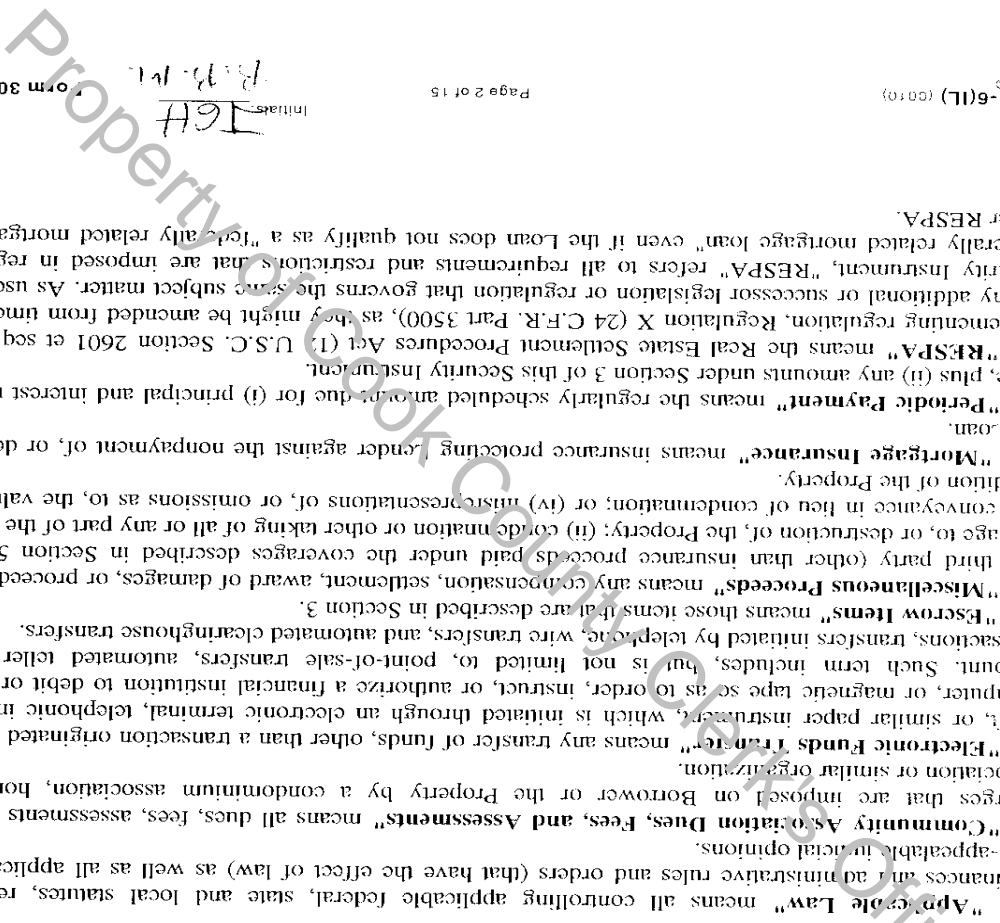 "Applicable Law" means all controlling applicable federal, state and local statutes, re
inances and administrative rules and orders (that have the effect of law) as well as all applica
-appealable judicial opinions.
"Community Association Dues, Fees, and Assessments" means all dues, fees, assessments
rges that are imposed on Borrower or the Property by a condominium association, hor
ociation or similar organization.
"Electronic Funds Transfer" means any transfer of funds, other than a transaction originated
t, or similar paper instrument, which is initiated through an electronic terminal, telephonic in
puter, or magnetic tape so as to order, instruct, or authorize a financial institution to debit or
ount. Such term includes, but is not limited to, point-of-sale transfers, automated teller
sactions, transfers initiated by telephone, wire transfers, and automated clearinghouse transfers.
"Escrow Items" means those items that are described in Section 3.
"Miscellaneous Proceeds" means any compensation, settlement, award of damages, or proceed
third party (other than insurance proceeds paid under the coverages described in Section 5
age to, or destruction of, the Property; (ii) condemnation or other taking of all or any part of the
conveyance in lieu of condemnation; or (iv) misrepresentations of, or omissions as to, the val
dition of the Property.
"Mortgage Insurance" means insurance protecting Lender against the nonpayment of, or de
Loan.
"Periodic Payment" means the regularly scheduled amount due for (i) principal and interest
e, plus (ii) any amounts under Section 3 of this Security Instrument.
"RESPA" means the Real Estate Settlement Procedures Act (12 U.S.C. Section 2601 et seq
ementing regulation, Regulation X (24 C.F.R. Part 3500), as they might be amended from time
ny additional or successor legislation or regulation that governs the same subject matter. As use
rity Instrument, "RESPA" refers to all requirements and restrictions that are imposed in reg
erally related mortgage loan" even if the Loan does not qualify as a "federally related mortga
er RESPA.
Initials: IGH
B.B.M.
-6(IL) (0010)
Page 2 of 15
Form 30
Property of Cook County Clerk's Offi